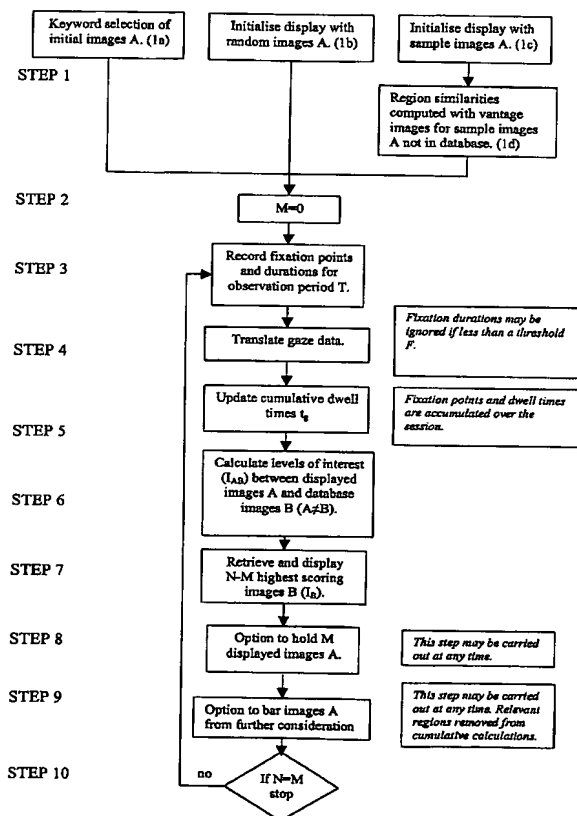 Keyword selection of
initial images A. (1a)
Initialise display with
random images A. (1b)
Initialise display with
sample images A. (1c)
STEP 1
Region similarities
computed with vantage
images for sample images
A not in database. (1d)
STEP 2
M=0
STEP 3
Record fixation points
and durations for
observation period T.
STEP 4
Translate gaze data.
Fixation durations may be
ignored if less than a threshold
F.
STEP 5
Update cumulative dwell
times tg
Fixation points and dwell times
are accumulated over the
session.
STEP 6
Calculate levels of interest
(IAB) between displayed
images A and database
images B (A≠B).
STEP 7
Retrieve and display
N–M highest scoring
images B (IB).
STEP 8
Option to hold M
displayed images A.
This step may be carried
out at any time.
STEP 9
Option to bar images A
from further consideration
This step may be carried
out at any time. Relevant
regions removed from
cumulative calculations.
STEP 10
no
If N=M
stop